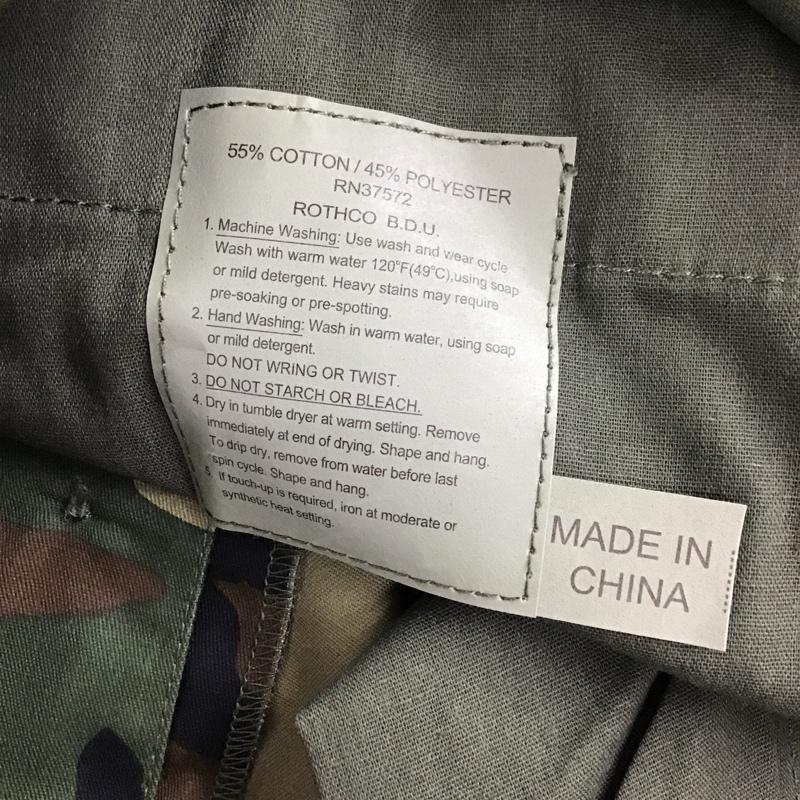 55% COTTON / 45% POLYESTER
RN37572
ROTHCO B.D.U.
1. Machine Washing: Use wash and wear cycle
Wash with warm water 120°F(49°C),using soap
or mild detergent. Heavy stains may require
pre-soaking or pre-spotting.
2. Hand Washing: Wash in warm water, using soap
or mild detergent.
DO NOT WRiNG OR TWIST.
3. DO NOT STARCH OR BLEACH.
4. Dry in tumble dryer at warm setting. Remove
immediately at end of drying. Shape and hang.
To drip dry, remove from water before last
spin cycle. Shape and hang.
5. If touch-up is required, iron at moderate or
synthetic heat setting.
MADE IN
CHINA